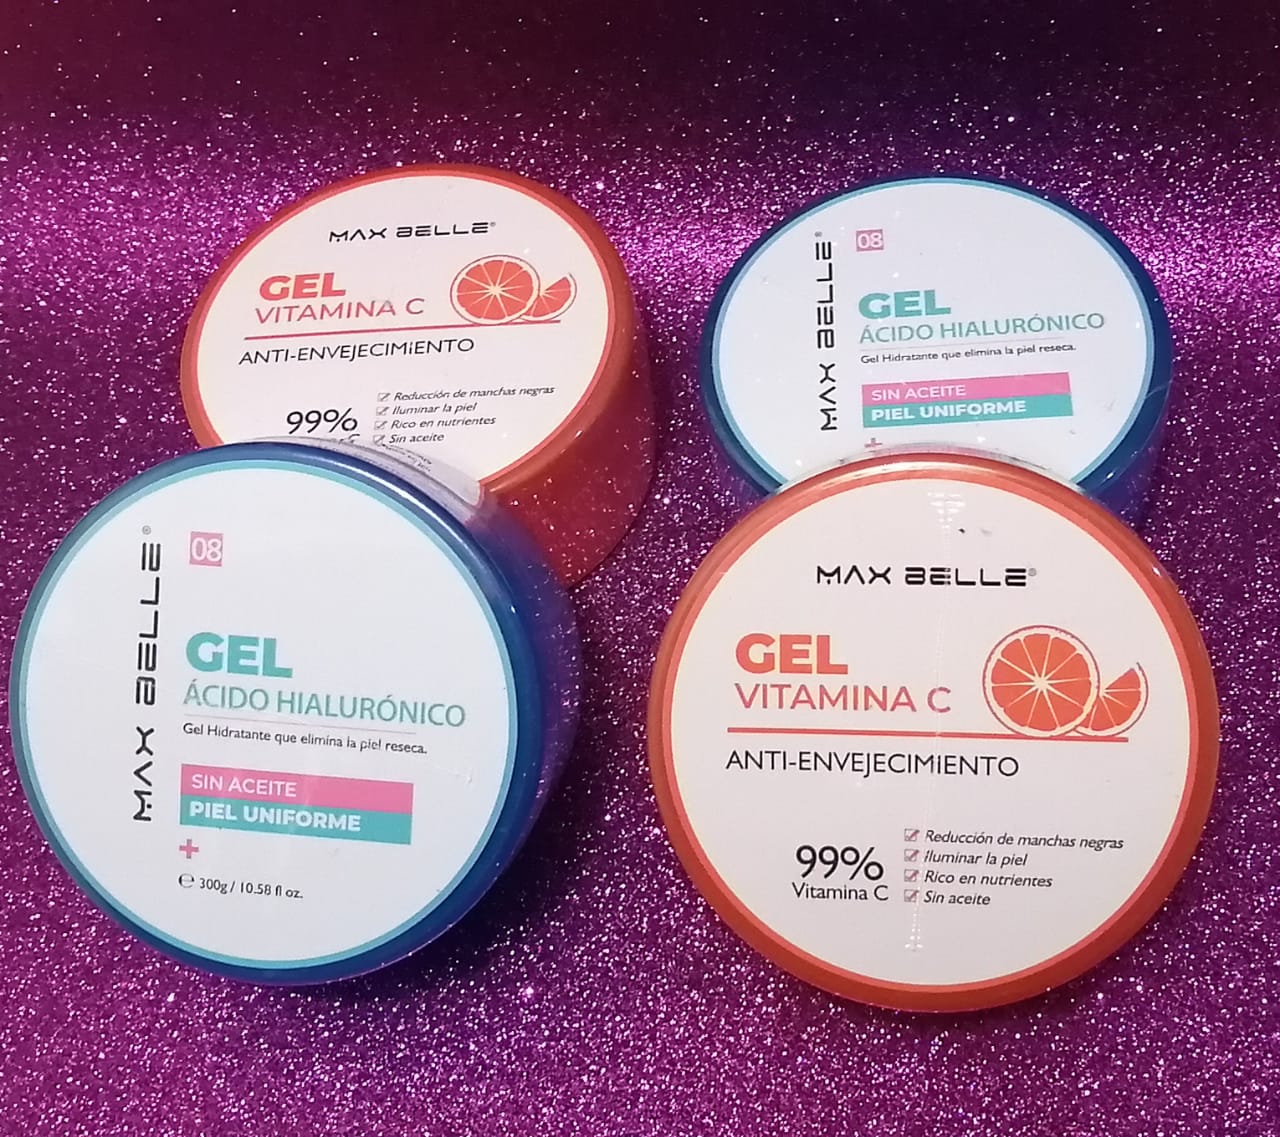 MAX BELLE®
GEL
VITAMINA C
ANTI-ENVEJECIMIENTO
99%
Reducción de manchas negras
Iluminar la piel
Rico en nutrientes
Sin aceite
MAX BELLE®
08
GEL
ÁCIDO HIALURÓNICO
Gel Hidratante que elimina la piel reseca.
SIN ACEITE
PIEL UNIFORME
+
MAX BELLE®
08
GEL
ÁCIDO HIALURÓNICO
Gel Hidratante que elimina la piel reseca.
SIN ACEITE
PIEL UNIFORME
+
℮ 300g / 10.58 fl oz.
MAX BELLE®
GEL
VITAMINA C
ANTI-ENVEJECIMIENTO
99%
Vitamina C
Reducción de manchas negras
Iluminar la piel
Rico en nutrientes
Sin aceite